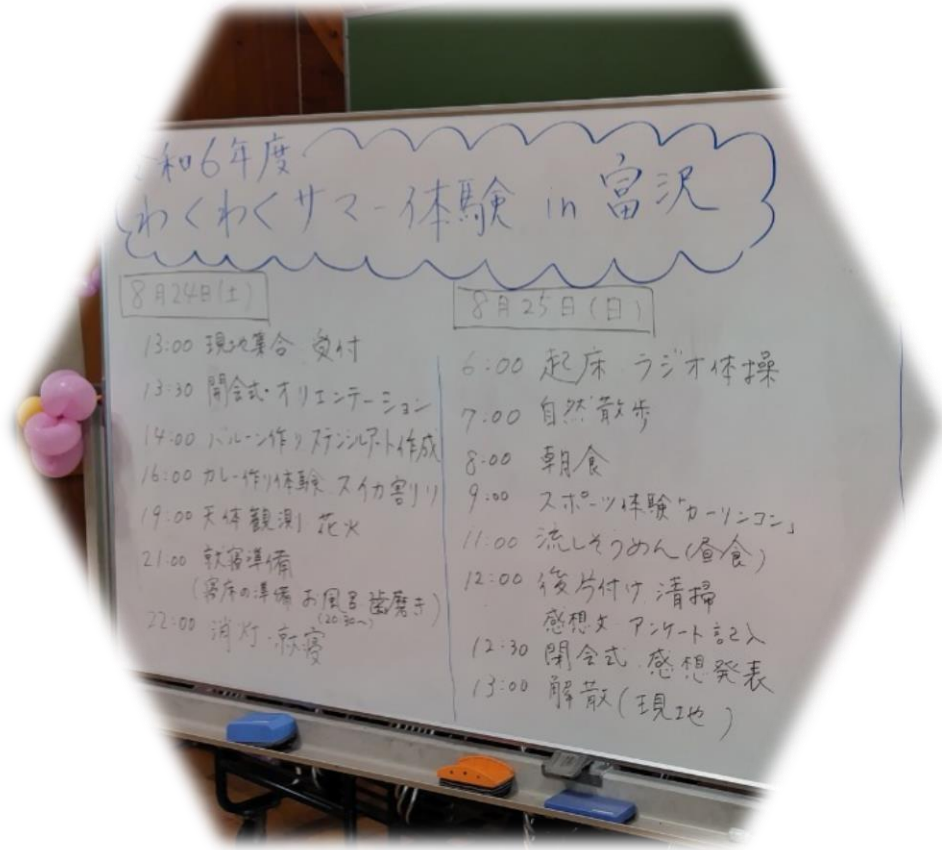 令和6年度
わくわくサマー体験 in 富沢
8月24日(土)
13:00 現地集合 受付
13:30 開会式・オリエンテーション
14:00 バルーン作り ステンシルアート作成
16:00 カレー作り体験 スイカ割り
19:00 天体観測 花火
21:00 就寝準備
(寝床の準備 お風呂 歯磨き)
(20:30〜)
22:00 消灯・就寝
8月25日(日)
6:00 起床 ラジオ体操
7:00 自然散歩
8:00 朝食
9:00 スポーツ体験「カーリンコン」
11:00 流しそうめん(昼食)
12:00 後片付け 清掃
感想文 アンケート記入
12:30 閉会式 感想発表
13:00 解散(現地)